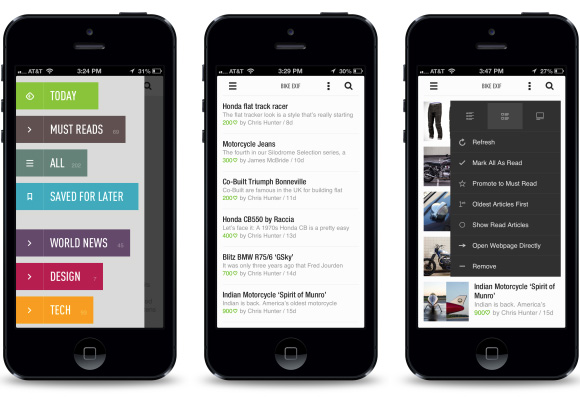 AT&T 3:24 PM 31%
TODAY
MUST READS
ALL
SAVED FOR LATER
WORLD NEWS 45
DESIGN 7
TECH
AT&T 3:29 PM 30%
BIKE EXIF
Honda flat track racer
The flat tracker look is a style that's really starting
200 by Chris Hunter / 8d
Motorcycle Jeans
The fourth in our Silodrome Selection series, a
300 by James McBride / 10d
Co-Built Triumph Bonneville
Co-Built are famous in the UK for building flat
200 by Chris Hunter / 11d
Honda CB550 by Raccia
Let's face it: A 1970s Honda CB is a pretty easy
400 by Chris Hunter / 13d
Blitz BMW R75/6 'GSky'
It was only three years ago that Fred Jourden
700 by Chris Hunter / 14d
Indian Motorcycle 'Spirit of Munro'
Indian is back. America's oldest motorcycle
900 by Chris Hunter / 15d
AT&T 3:47 PM 27%
BIKE EXIF
Refresh
Mark All As Read
Promote to Must Read
Oldest Articles First
Show Read Articles
Open Webpage Directly
Remove
Indian Motorcycle 'Spirit of
Munro'
Indian is back. America's
900 by Chris Hunter / 15d